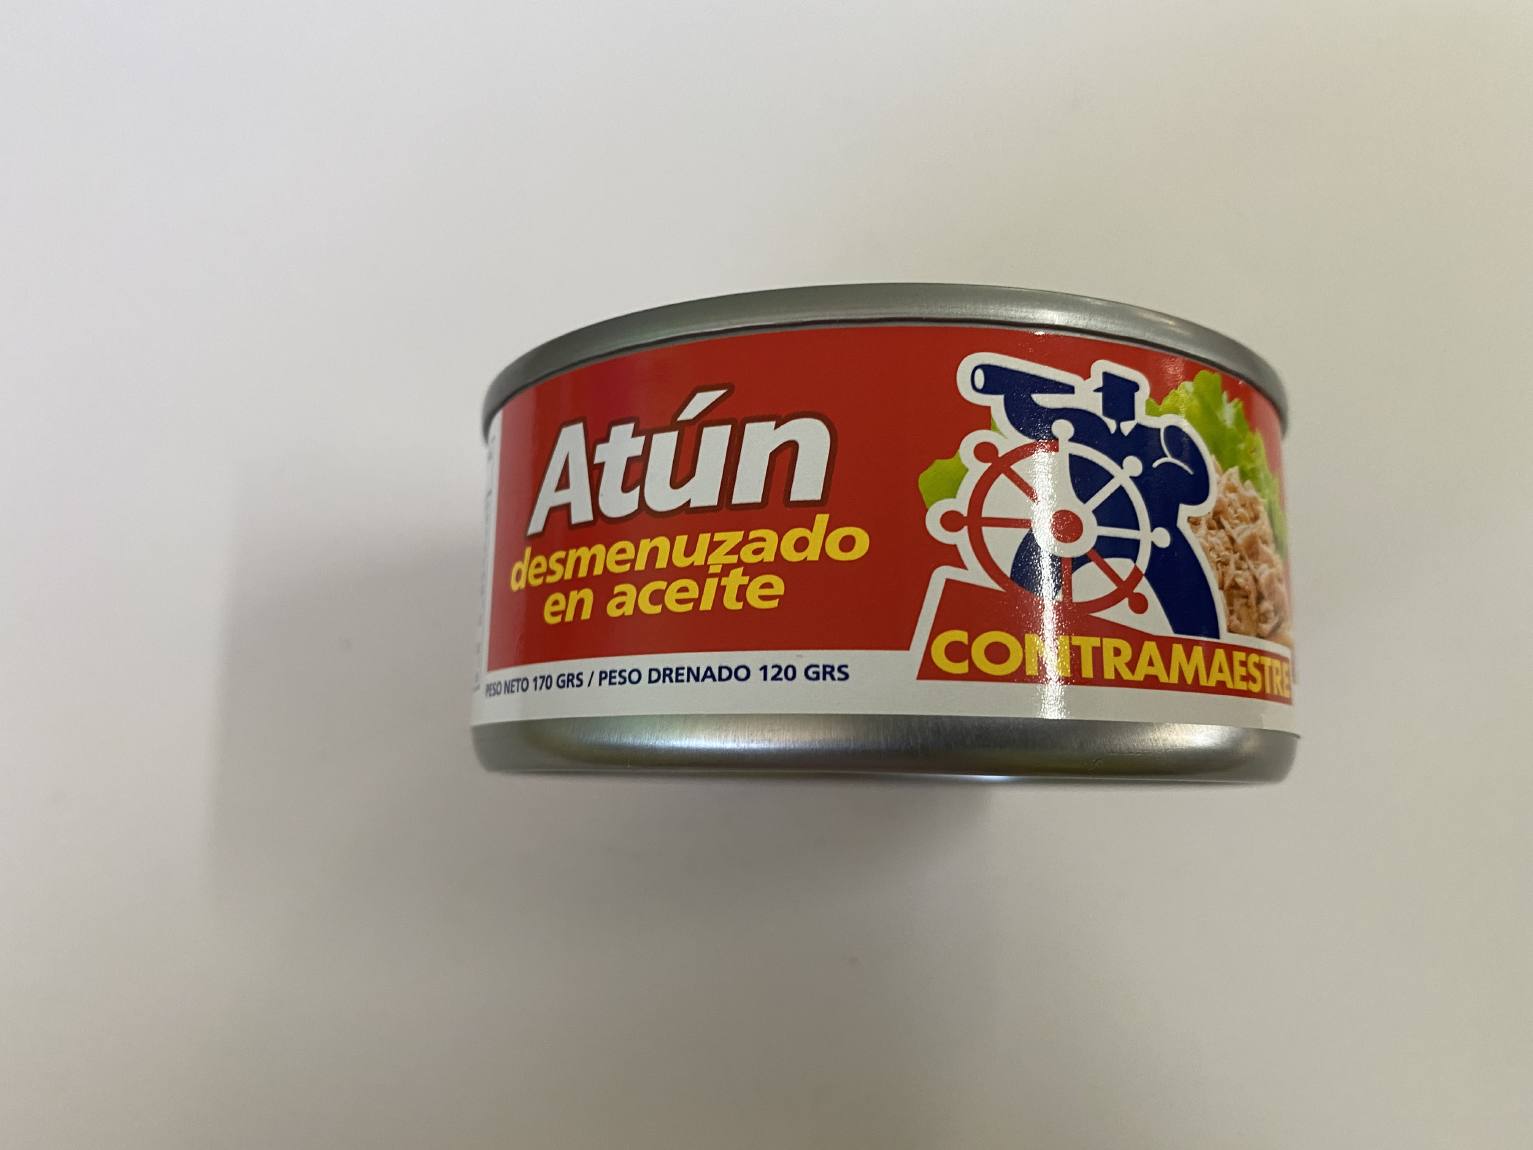 Atún
desmenuzado
en aceite
PESO NETO 170 GRS / PESO DRENADO 120 GRS
CONTRAMAESTRE